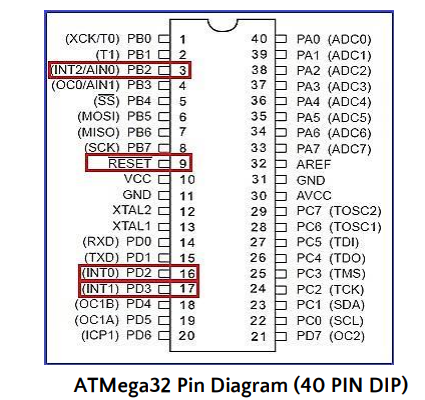 (XCK/T0) PB0 1 40 PA0 (ADC0)
(T1) PB1 2 39 PA1 (ADC1)
(INT2/AIN0) PB2 3 38 PA2 (ADC2)
(OC0/AIN1) PB3 4 37 PA3 (ADC3)
(SS) PB4 5 36 PA4 (ADC4)
(MOSI) PB5 6 35 PA5 (ADC5)
(MISO) PB6 7 34 PA6 (ADC6)
(SCK) PB7 8 33 PA7 (ADC7)
RESET 9 32 AREF
VCC 10 31 GND
GND 11 30 AVCC
XTAL2 12 29 PC7 (TOSC2)
XTAL1 13 28 PC6 (TOSC1)
(RXD) PD0 14 27 PC5 (TDI)
(TXD) PD1 15 26 PC4 (TDO)
(INT0) PD2 16 25 PC3 (TMS)
(INT1) PD3 17 24 PC2 (TCK)
(OC1B) PD4 18 23 PC1 (SDA)
(OC1A) PD5 19 22 PC0 (SCL)
(ICP1) PD6 20 21 PD7 (OC2)
ATMega32 Pin Diagram (40 PIN DIP)